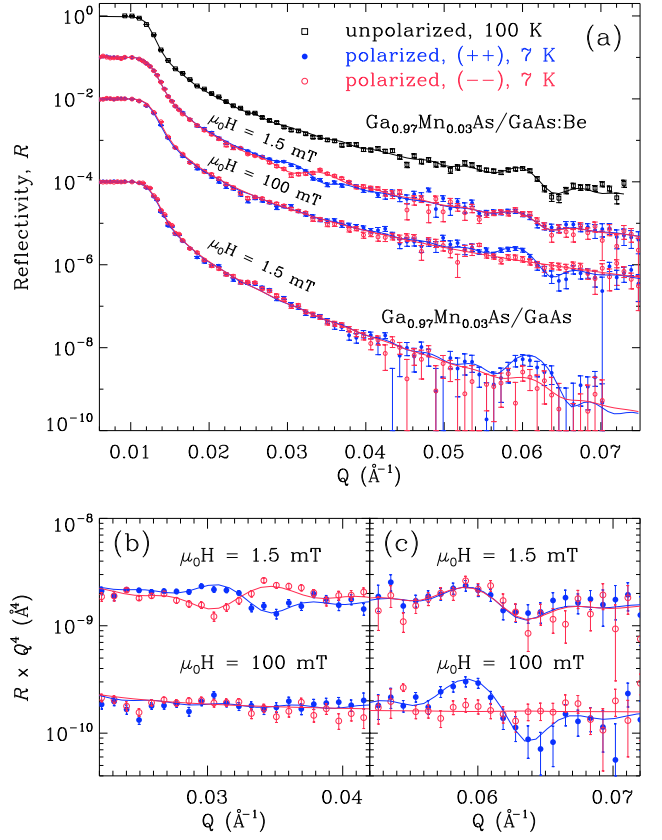 (a)
□ unpolarized, 100 K
● polarized, (++), 7 K
○ polarized, (−−), 7 K
10⁰
10⁻²
10⁻⁴
10⁻⁶
10⁻⁸
10⁻¹⁰
Reflectivity, R
Ga₀.₉₇Mn₀.₀₃As/GaAs:Be
μ₀H = 1.5 mT
μ₀H = 100 mT
μ₀H = 1.5 mT
Ga₀.₉₇Mn₀.₀₃As/GaAs
0.01 0.02 0.03 0.04 0.05 0.06 0.07
Q (Å⁻¹)
(b)
μ₀H = 1.5 mT
μ₀H = 100 mT
10⁻⁸
10⁻⁹
10⁻¹⁰
R × Q⁴ (Å⁴)
0.03 0.04
Q (Å⁻¹)
(c)
μ₀H = 1.5 mT
μ₀H = 100 mT
0.06 0.07
Q (Å⁻¹)